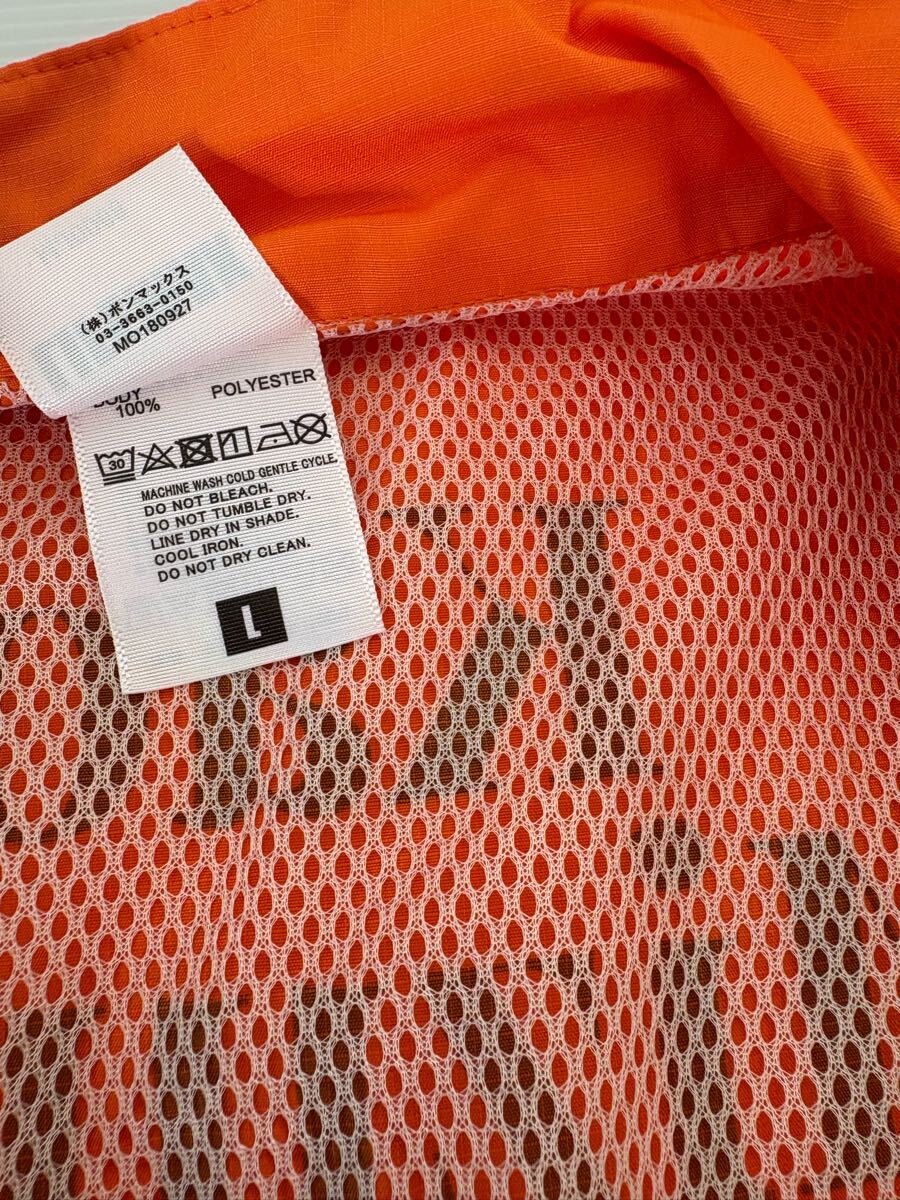 (株)ボンマックス
03-3663-0150
MO180927
BODY POLYESTER
100%
30
MACHINE WASH COLD GENTLE CYCLE.
DO NOT BLEACH.
DO NOT TUMBLE DRY.
LINE DRY IN SHADE.
COOL IRON.
DO NOT DRY CLEAN.
L